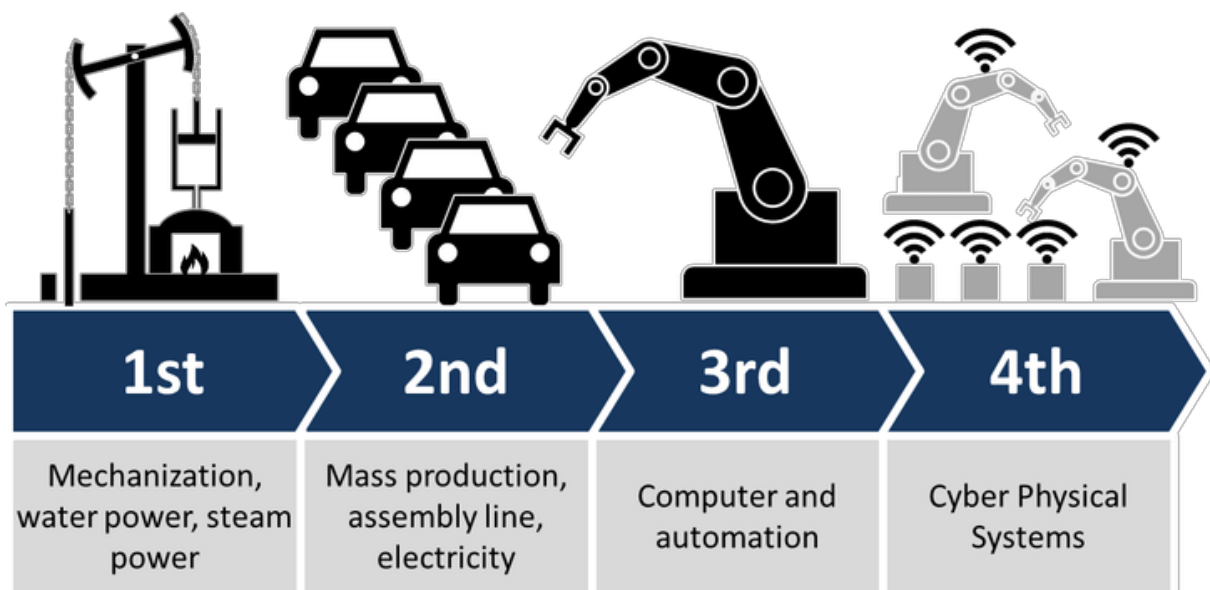 1st
2nd
3rd
4th
Mechanization,
water power, steam
power
Mass production,
assembly line,
electricity
Computer and
automation
Cyber Physical
Systems